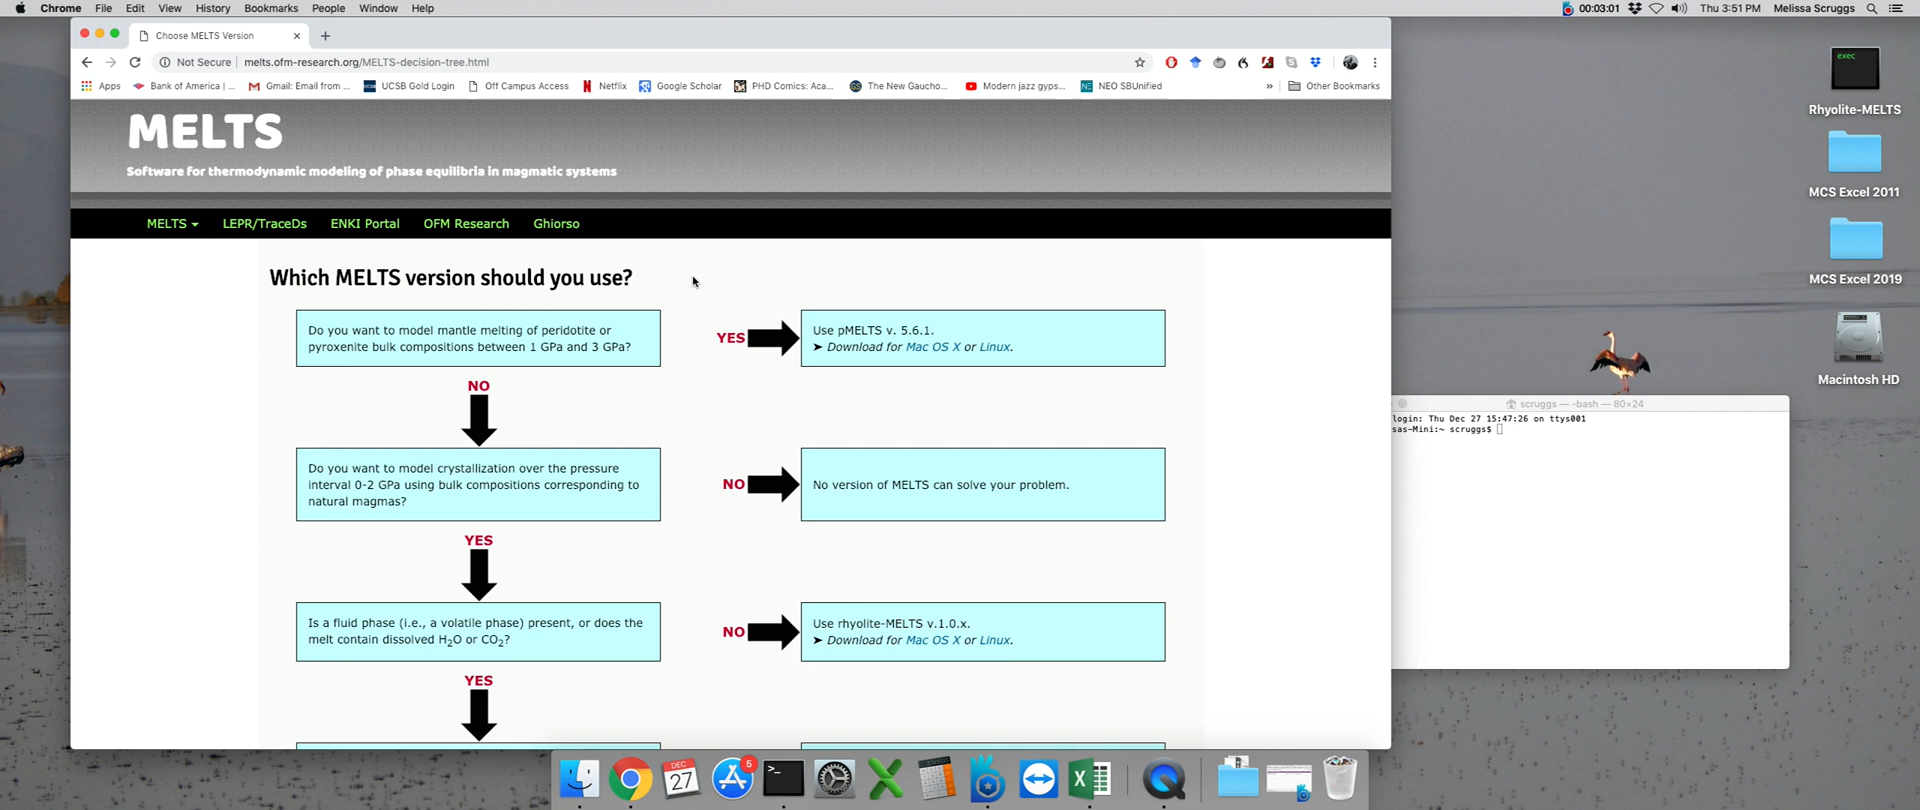 Chrome File Edit View History Bookmarks People Window Help
00:03:01 Thu 3:51 PM Melissa Scruggs
Choose MELTS Version
Not Secure melts.ofm-research.org/MELTS-decision-tree.html
Apps Bank of America |... Gmail: Email from ... UCSB Gold Login Off Campus Access Netflix Google Scholar PHD Comics: Aca... The New Gaucho... Modern jazz gyps... NEO SBUnified » Other Bookmarks
MELTS
Software for thermodynamic modeling of phase equilibria in magmatic systems
MELTS LEPR/TraceDs ENKI Portal OFM Research Ghiorso
Which MELTS version should you use?
Do you want to model mantle melting of peridotite or
pyroxenite bulk compositions between 1 GPa and 3 GPa?
YES
Use pMELTS v. 5.6.1.
➤ Download for Mac OS X or Linux.
NO
Do you want to model crystallization over the pressure
interval 0-2 GPa using bulk compositions corresponding to
natural magmas?
NO
No version of MELTS can solve your problem.
YES
Is a fluid phase (i.e., a volatile phase) present, or does the
melt contain dissolved H₂O or CO₂?
NO
Use rhyolite-MELTS v.1.0.x.
➤ Download for Mac OS X or Linux.
YES
exec
Rhyolite-MELTS
MCS Excel 2011
MCS Excel 2019
Macintosh HD
scruggs — -bash — 80×24
login: Thu Dec 27 15:47:26 on ttys001
sas-Mini:~ scruggs$
DEC
27
5
>_